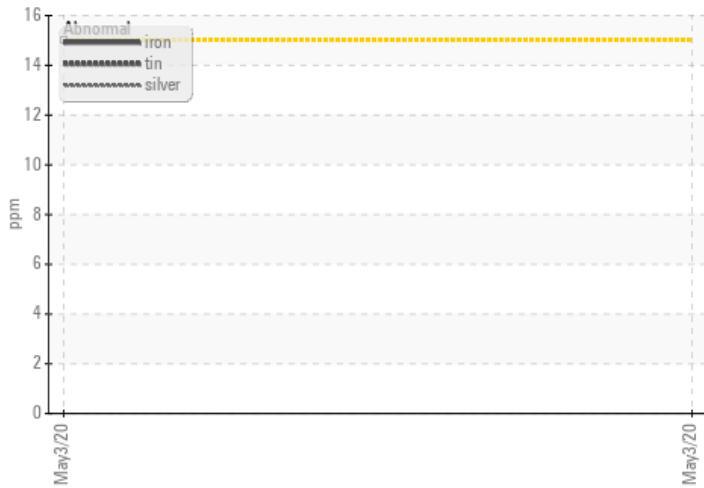 16
14
12
10
8
6
4
2
0
ppm
Abnormal
iron
tin
silver
May3/20
May3/20